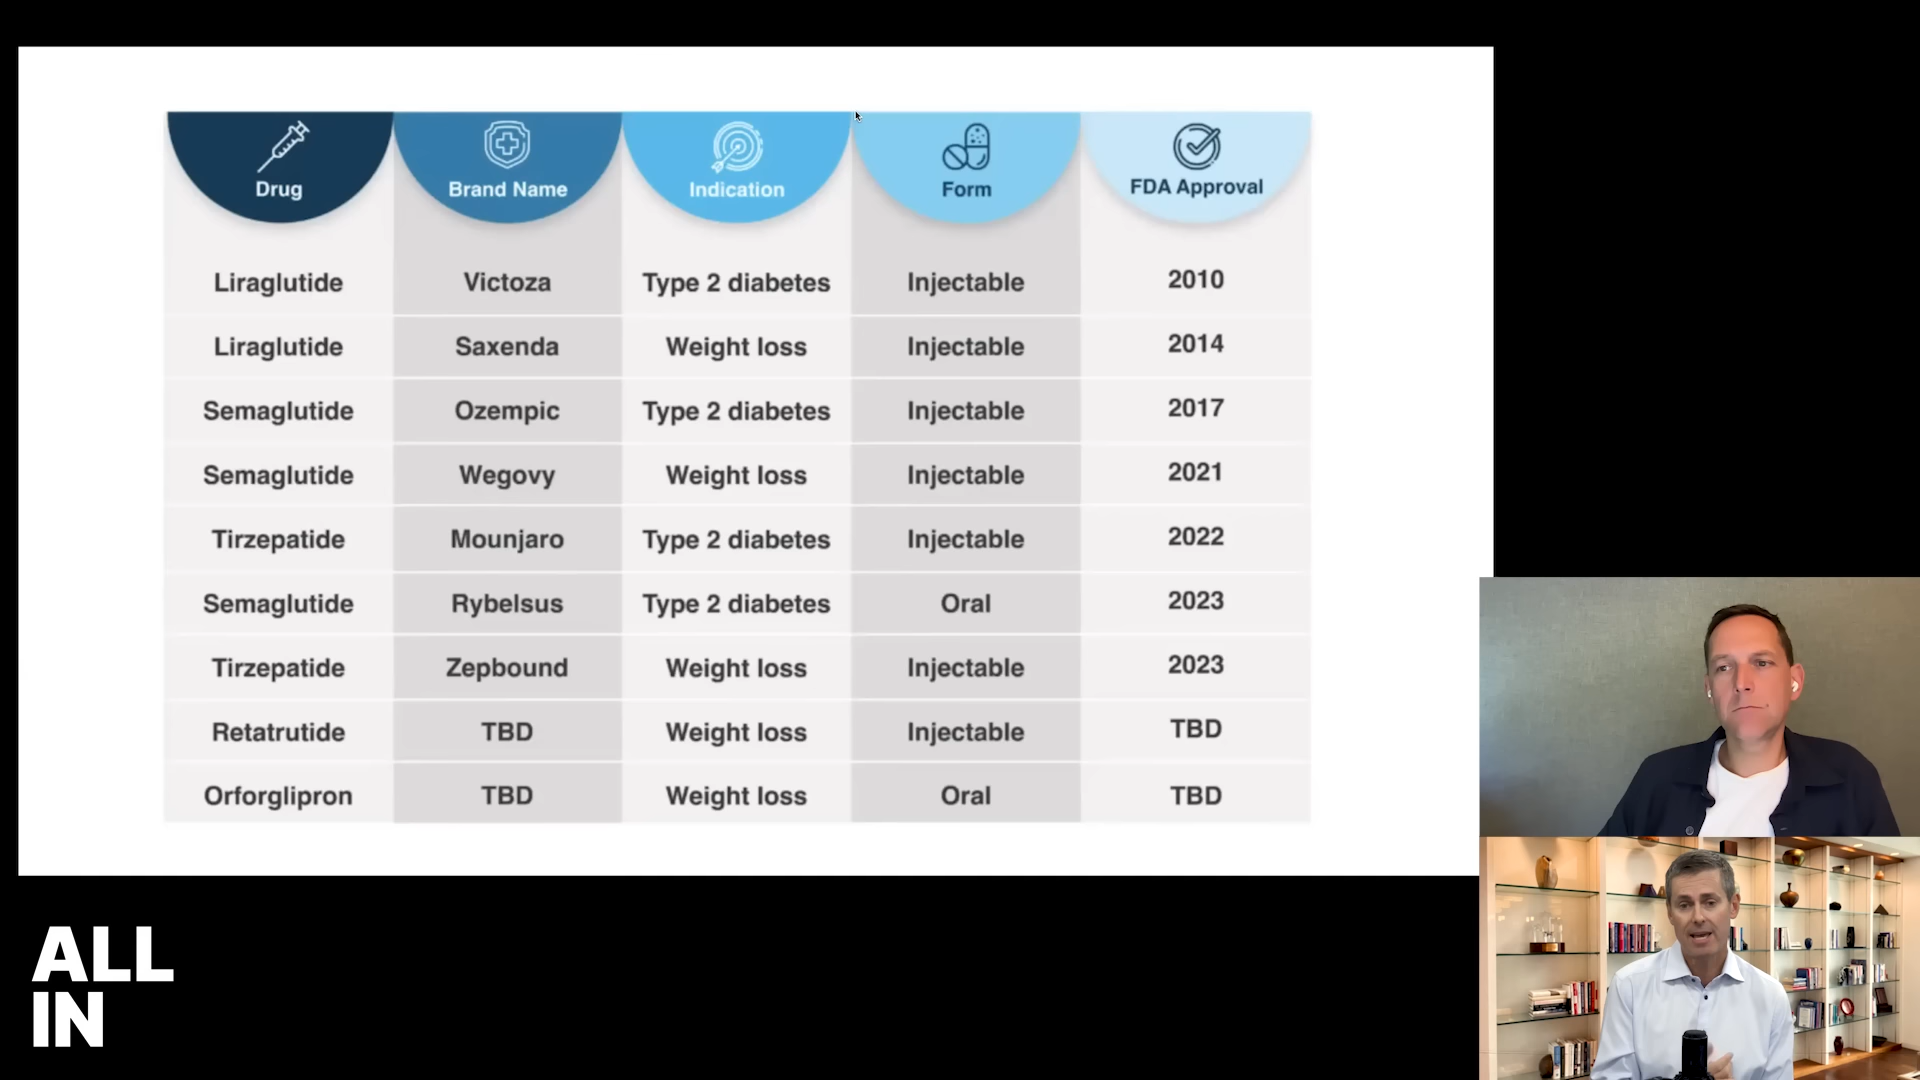 Drug Brand Name Indication Form FDA Approval
Liraglutide Victoza Type 2 diabetes Injectable 2010
Liraglutide Saxenda Weight loss Injectable 2014
Semaglutide Ozempic Type 2 diabetes Injectable 2017
Semaglutide Wegovy Weight loss Injectable 2021
Tirzepatide Mounjaro Type 2 diabetes Injectable 2022
Semaglutide Rybelsus Type 2 diabetes Oral 2023
Tirzepatide Zepbound Weight loss Injectable 2023
Retatrutide TBD Weight loss Injectable TBD
Orforglipron TBD Weight loss Oral TBD
ALL
IN